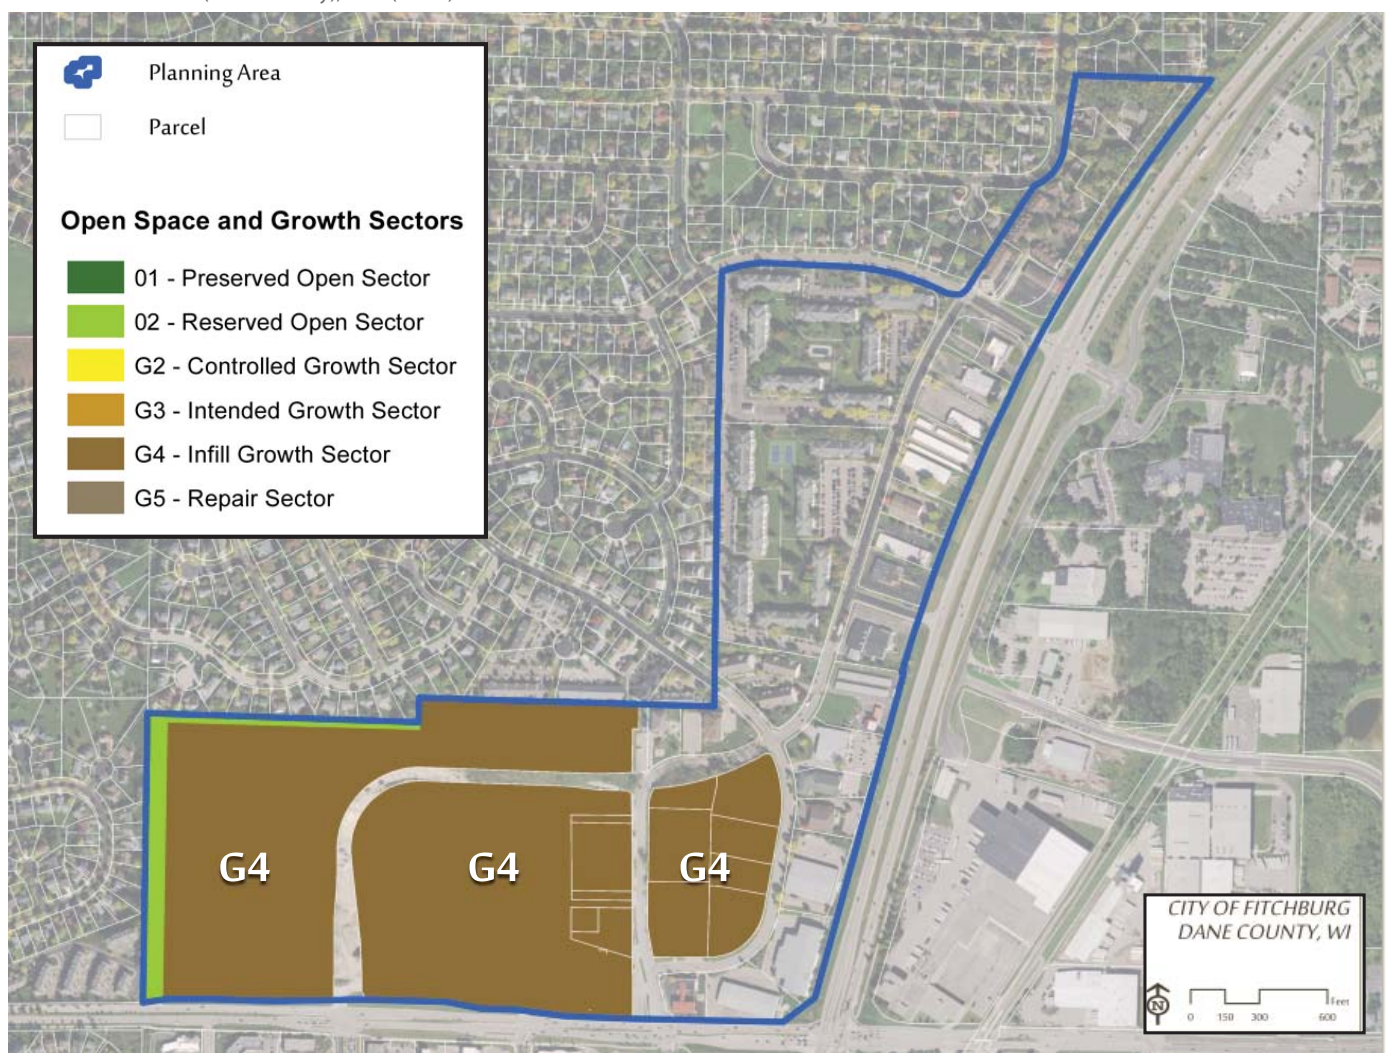 Planning Area
Parcel
Open Space and Growth Sectors
01 - Preserved Open Sector
02 - Reserved Open Sector
G2 - Controlled Growth Sector
G3 - Intended Growth Sector
G4 - Infill Growth Sector
G5 - Repair Sector
G4 G4 G4
CITY OF FITCHBURG
DANE COUNTY, WI
N
Feet
0 150 300 600